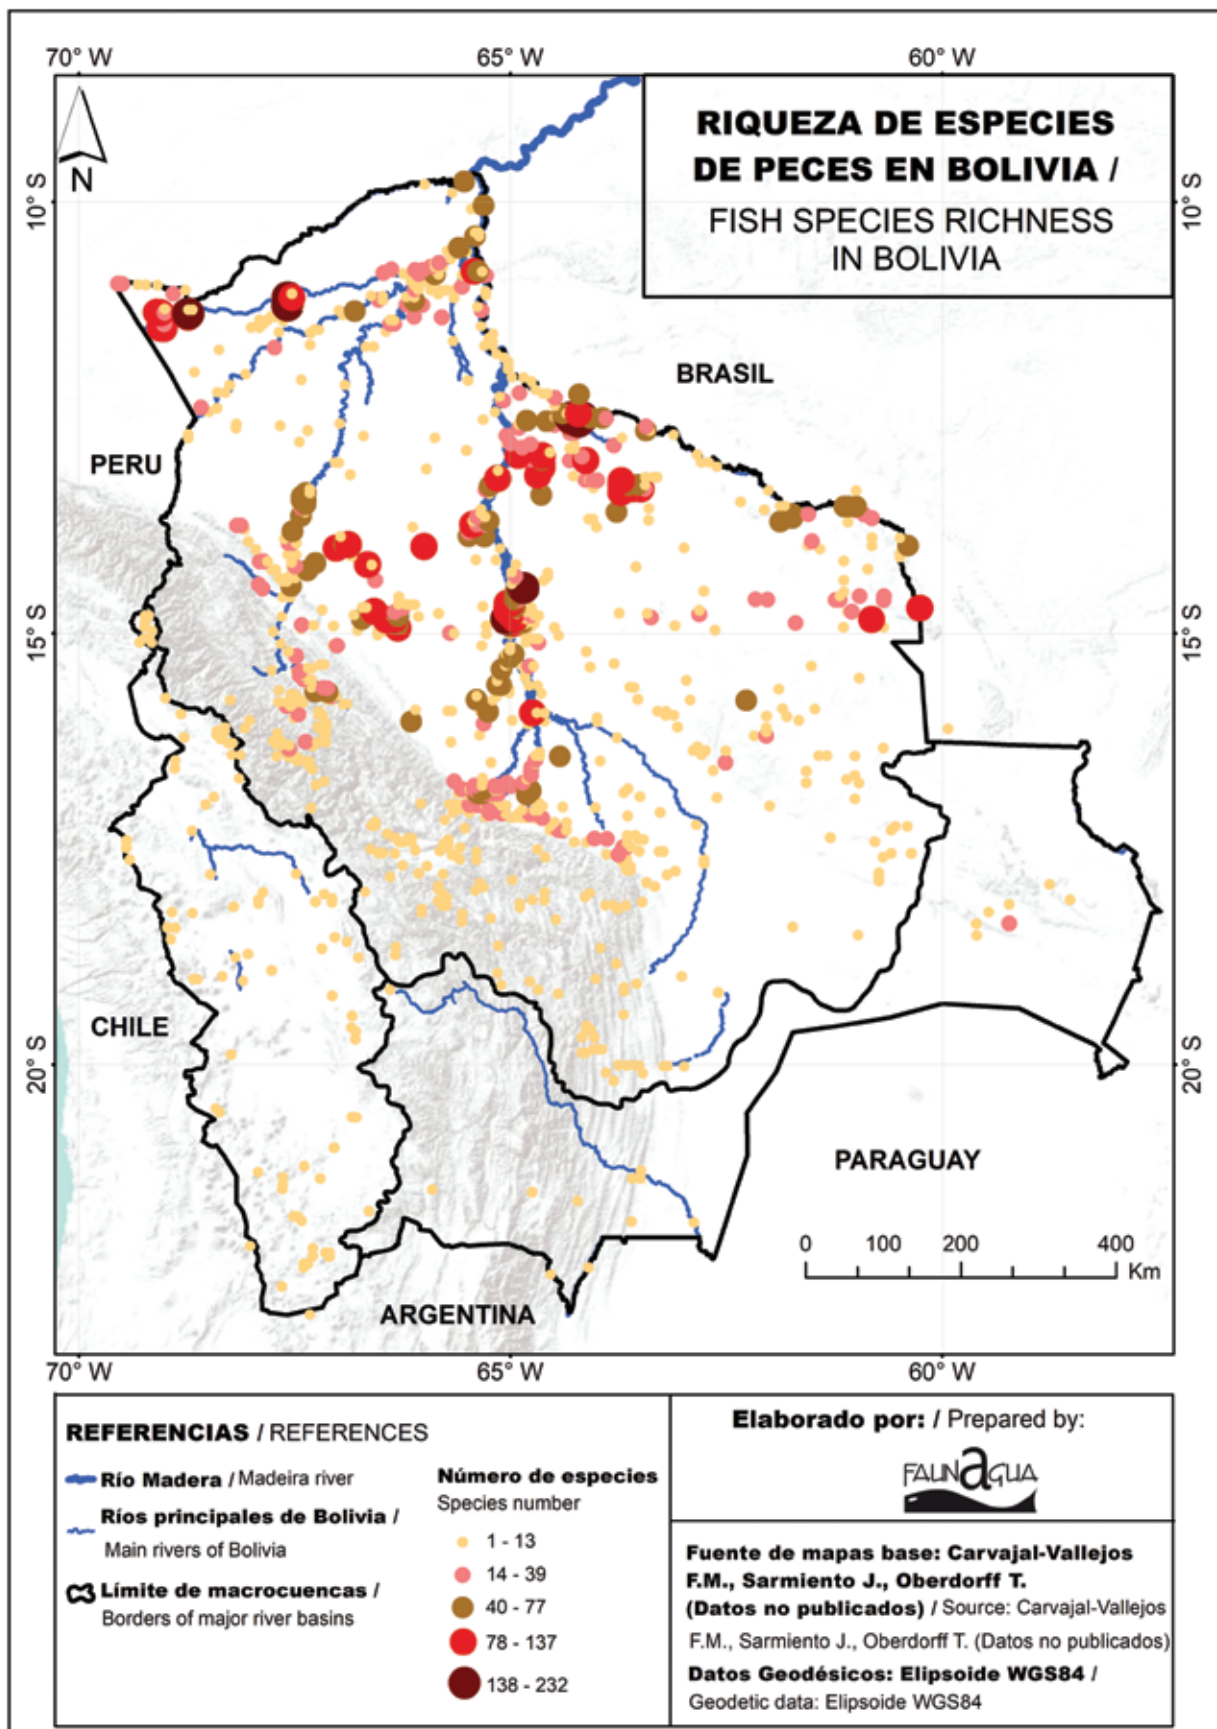 70° W
65° W
60° W
N
RIQUEZA DE ESPECIES
DE PECES EN BOLIVIA /
FISH SPECIES RICHNESS
IN BOLIVIA
10° S
10° S
BRASIL
PERU
15° S
15° S
CHILE
20° S
20° S
PARAGUAY
0 100 200 400
Km
ARGENTINA
70° W
65° W
60° W
REFERENCIAS / REFERENCES
Río Madera / Madeira river
Ríos principales de Bolivia /
Main rivers of Bolivia
Límite de macrocuencas /
Borders of major river basins
Número de especies
Species number
1 - 13
14 - 39
40 - 77
78 - 137
138 - 232
Elaborado por: / Prepared by:
FAUNAGUA
Fuente de mapas base: Carvajal-Vallejos
F.M., Sarmiento J., Oberdorff T.
(Datos no publicados) / Source: Carvajal-Vallejos
F.M., Sarmiento J., Oberdorff T. (Datos no publicados)
Datos Geodésicos: Elipsoide WGS84 /
Geodetic data: Elipsoide WGS84